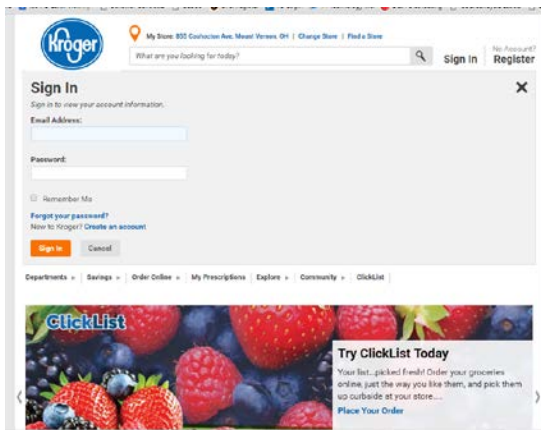 Kroger
My Store: 855 Coshocton Ave, Mount Vernon, OH | Change Store | Find a Store
What are you looking for today?
Sign In
No Account?
Register
Sign In
Sign in to view your account information.
Email Address:
Password:
Remember Me
Forgot your password?
New to Kroger? Create an account
Sign In
Cancel
Departments
Savings
Order Online
My Prescriptions
Explore
Community
ClickList
ClickList
Try ClickList Today
Your list...picked fresh! Order your groceries
online, just the way you like them, and pick them
up curbside at your store....
Place Your Order